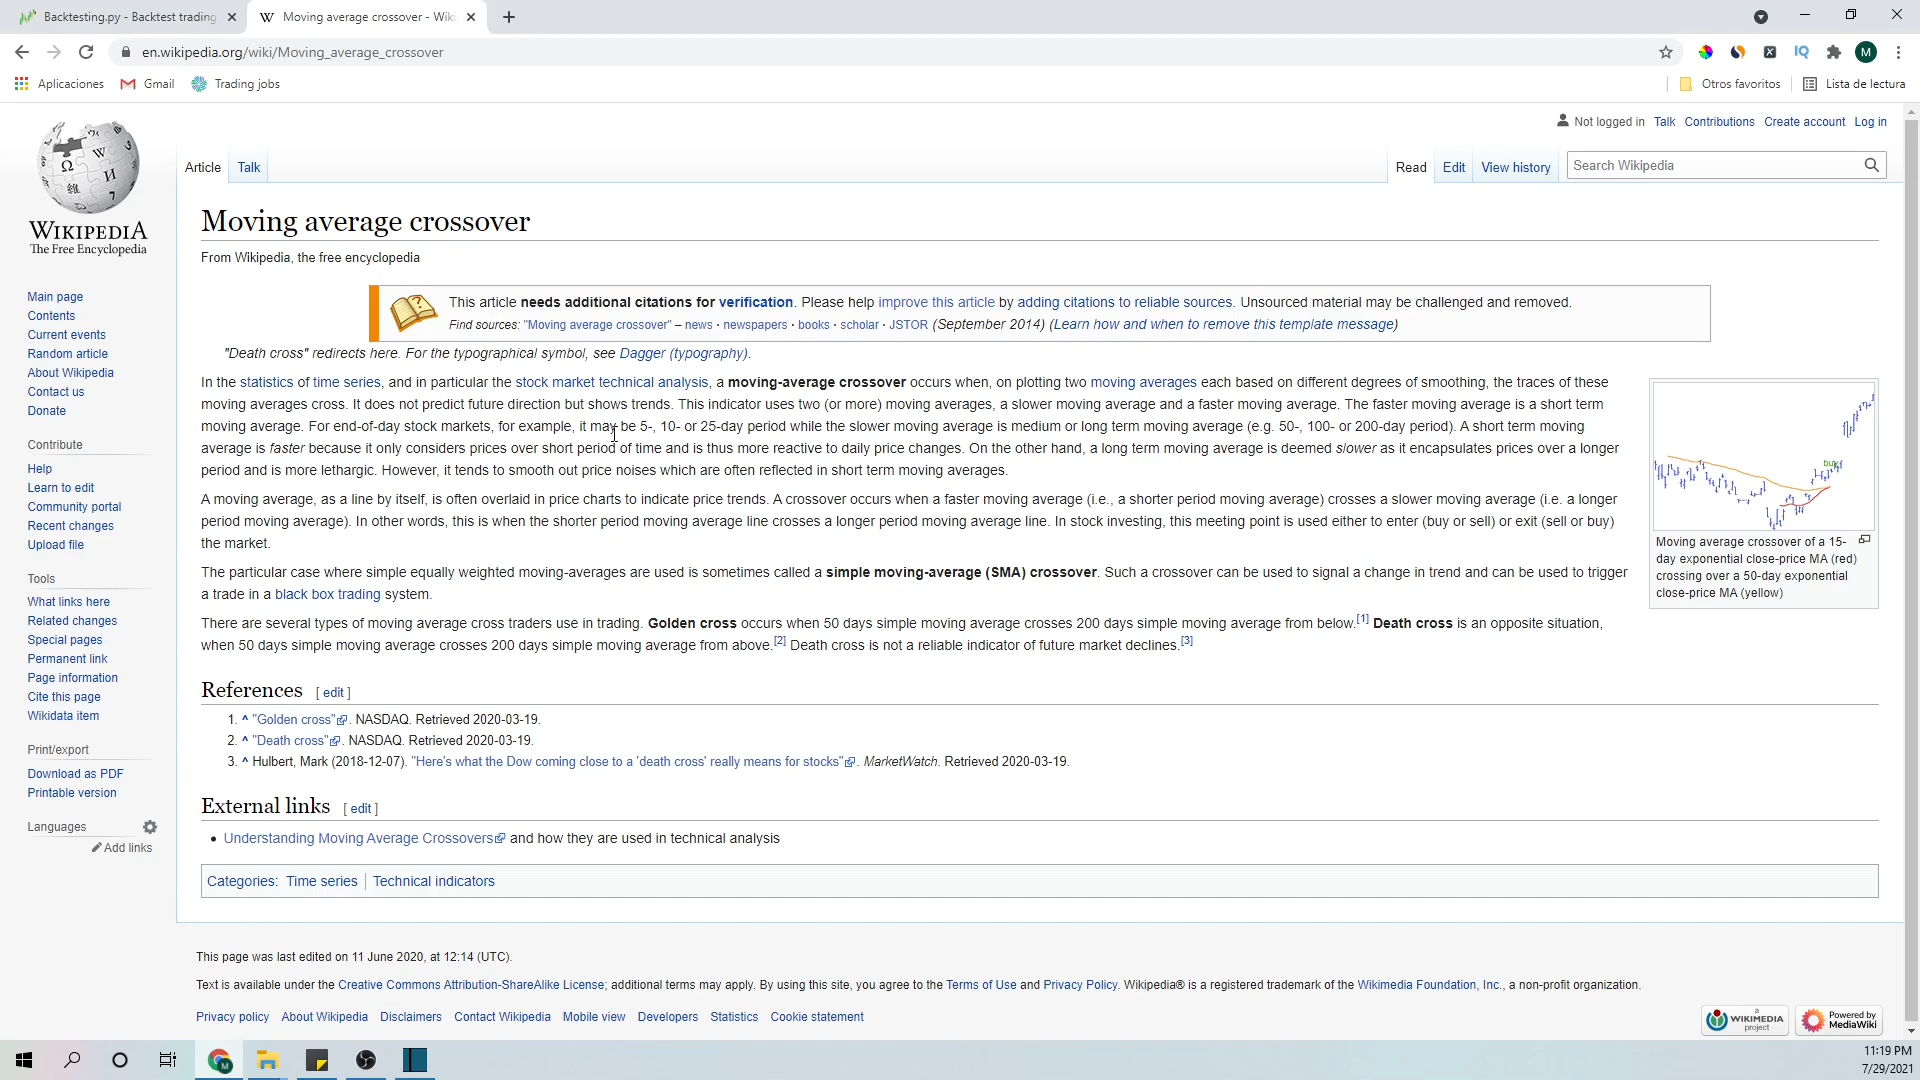 Backtesting.py - Backtest trading
Moving average crossover - Wiki
en.wikipedia.org/wiki/Moving_average_crossover
M
Aplicaciones
Gmail
Trading jobs
Otros favoritos
Lista de lectura
Not logged in Talk Contributions Create account Log in
Article Talk
Read Edit View history Search Wikipedia
WIKIPEDIA
The Free Encyclopedia
Main page
Contents
Current events
Random article
About Wikipedia
Contact us
Donate
Contribute
Help
Learn to edit
Community portal
Recent changes
Upload file
Tools
What links here
Related changes
Special pages
Permanent link
Page information
Cite this page
Wikidata item
Print/export
Download as PDF
Printable version
Languages
Add links
Moving average crossover
From Wikipedia, the free encyclopedia
This article needs additional citations for verification. Please help improve this article by adding citations to reliable sources. Unsourced material may be challenged and removed.
Find sources: "Moving average crossover" – news · newspapers · books · scholar · JSTOR (September 2014) (Learn how and when to remove this template message)
"Death cross" redirects here. For the typographical symbol, see Dagger (typography).
In the statistics of time series, and in particular the stock market technical analysis, a moving-average crossover occurs when, on plotting two moving averages each based on different degrees of smoothing, the traces of these
moving averages cross. It does not predict future direction but shows trends. This indicator uses two (or more) moving averages, a slower moving average and a faster moving average. The faster moving average is a short term
moving average. For end-of-day stock markets, for example, it may be 5-, 10- or 25-day period while the slower moving average is medium or long term moving average (e.g. 50-, 100- or 200-day period). A short term moving
average is faster because it only considers prices over short period of time and is thus more reactive to daily price changes. On the other hand, a long term moving average is deemed slower as it encapsulates prices over a longer
period and is more lethargic. However, it tends to smooth out price noises which are often reflected in short term moving averages.
A moving average, as a line by itself, is often overlaid in price charts to indicate price trends. A crossover occurs when a faster moving average (i.e., a shorter period moving average) crosses a slower moving average (i.e. a longer
period moving average). In other words, this is when the shorter period moving average line crosses a longer period moving average line. In stock investing, this meeting point is used either to enter (buy or sell) or exit (sell or buy)
the market.
The particular case where simple equally weighted moving-averages are used is sometimes called a simple moving-average (SMA) crossover. Such a crossover can be used to signal a change in trend and can be used to trigger
a trade in a black box trading system.
There are several types of moving average cross traders use in trading. Golden cross occurs when 50 days simple moving average crosses 200 days simple moving average from below.[1] Death cross is an opposite situation,
when 50 days simple moving average crosses 200 days simple moving average from above.[2] Death cross is not a reliable indicator of future market declines.[3]
buy
Moving average crossover of a 15-
day exponential close-price MA (red)
crossing over a 50-day exponential
close-price MA (yellow)
References [ edit ]
1. ^ "Golden cross". NASDAQ. Retrieved 2020-03-19.
2. ^ "Death cross". NASDAQ. Retrieved 2020-03-19.
3. ^ Hulbert, Mark (2018-12-07). "Here's what the Dow coming close to a 'death cross' really means for stocks". MarketWatch. Retrieved 2020-03-19.
External links [ edit ]
• Understanding Moving Average Crossovers and how they are used in technical analysis
Categories: Time series | Technical indicators
This page was last edited on 11 June 2020, at 12:14 (UTC).
Text is available under the Creative Commons Attribution-ShareAlike License; additional terms may apply. By using this site, you agree to the Terms of Use and Privacy Policy. Wikipedia® is a registered trademark of the Wikimedia Foundation, Inc., a non-profit organization.
Privacy policy About Wikipedia Disclaimers Contact Wikipedia Mobile view Developers Statistics Cookie statement
a
WIKIMEDIA
project
Powered by
MediaWiki
11:19 PM
7/29/2021